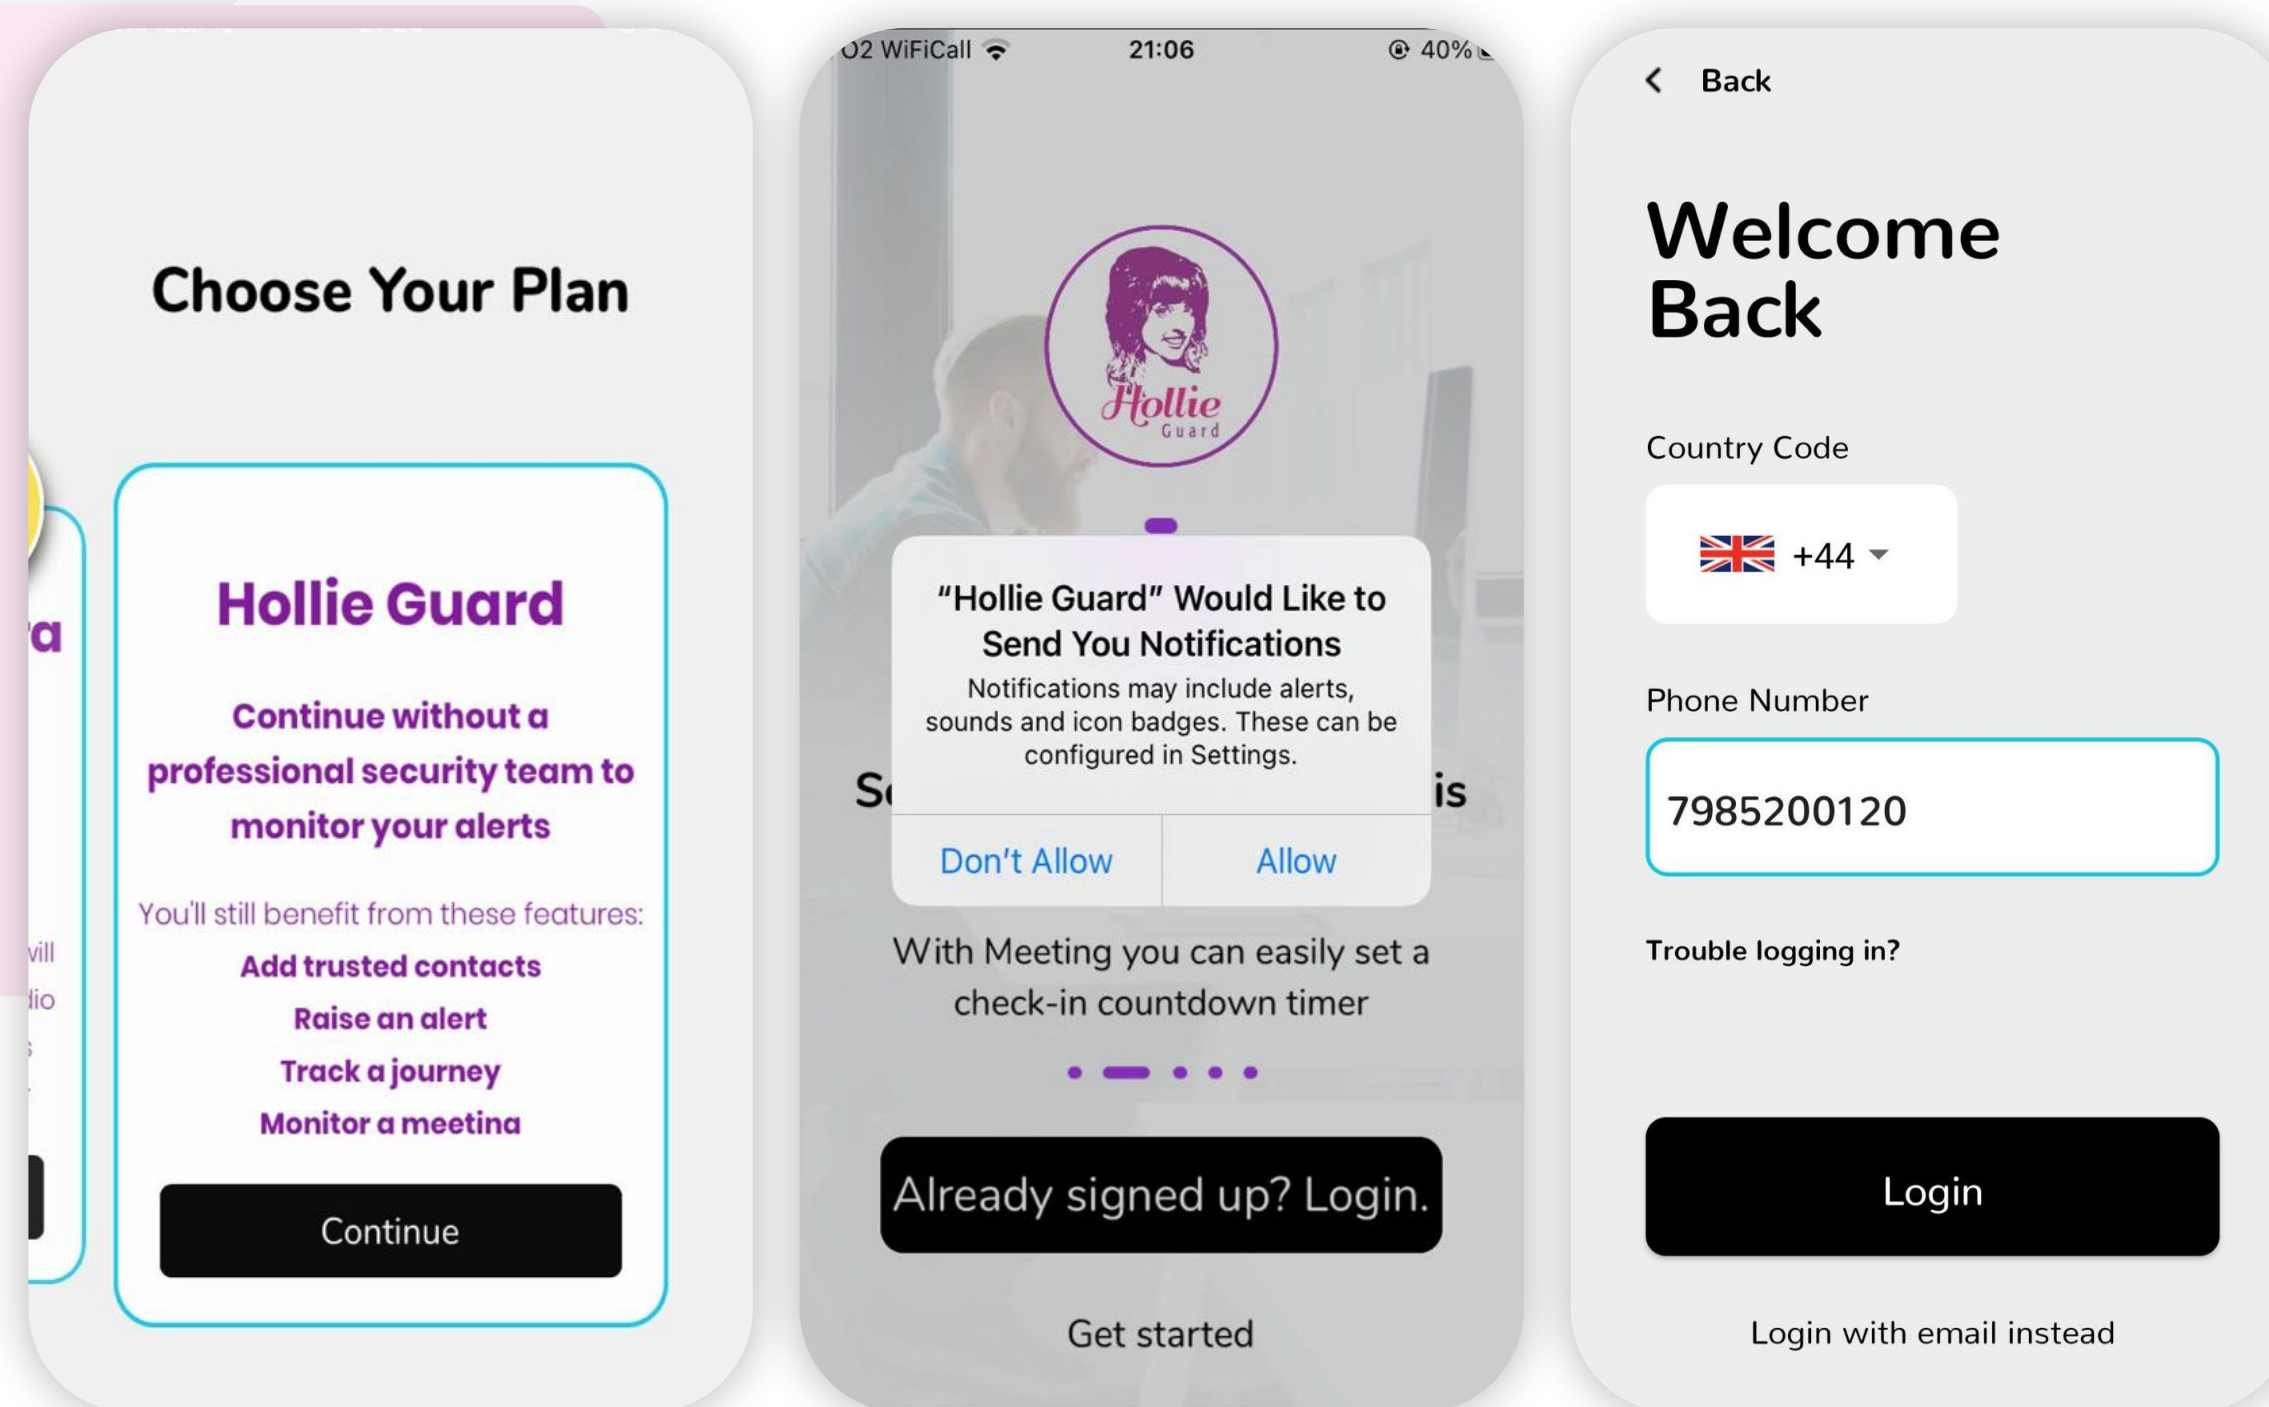 Choose Your Plan
Hollie Guard
Continue without a
professional security team to
monitor your alerts
You'll still benefit from these features:
Add trusted contacts
Raise an alert
Track a journey
Monitor a meeting
Continue
O2 WiFiCall
21:06
40%
Hollie
Guard
"Hollie Guard" Would Like to
Send You Notifications
Notifications may include alerts,
sounds and icon badges. These can be
configured in Settings.
is
Don't Allow
Allow
With Meeting you can easily set a
check-in countdown timer
Already signed up? Login.
Get started
Back
Welcome
Back
Country Code
+44
Phone Number
7985200120
Trouble logging in?
Login
Login with email instead